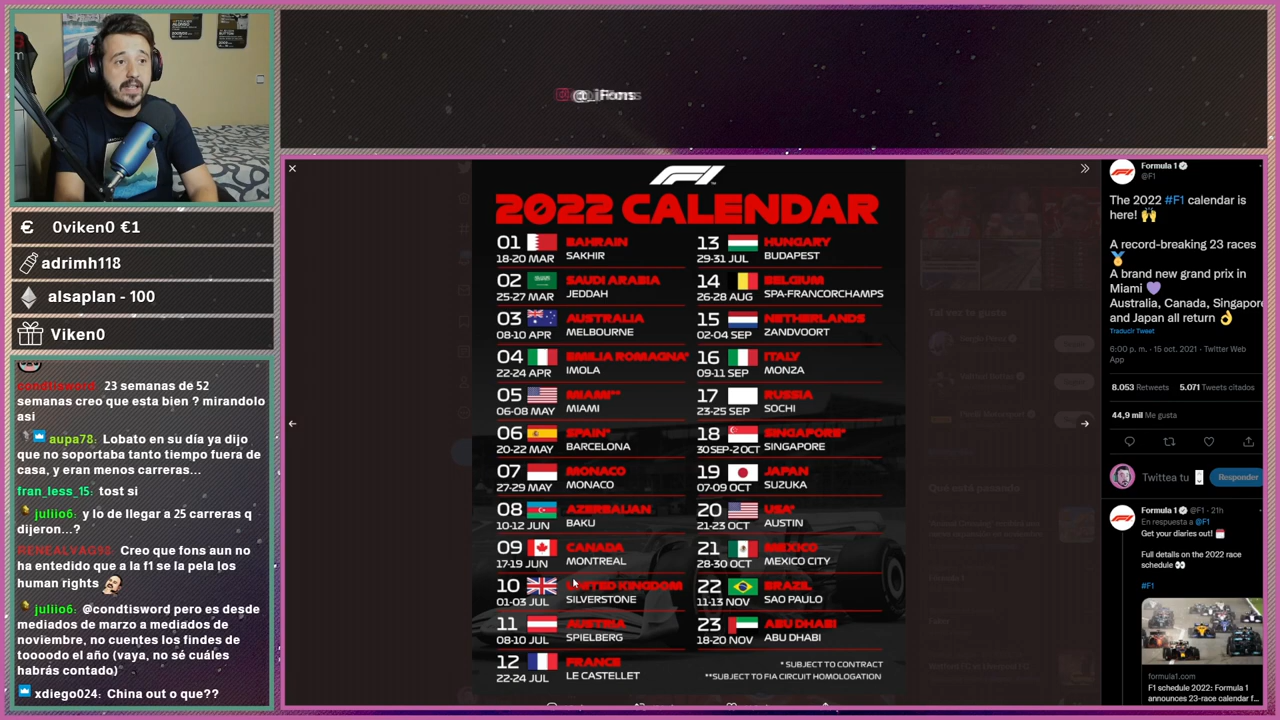 € 0viken0 €1
adrimh118
elsaplan - 100
Viken0
condtisword 23 semanas de 52
semanas creo que esta bien ? mirandolo
asi
aupa78: Lobato en su día ya dijo
que no soportaba tanto tiempo fuera de
casa, y eran menos carreras...
fran_less_15: tost si
juliio6: y lo de llegar a 25 carreras q
dijeron...?
Creo que fons aun no
ha entendido que a la f1 se la pela los
humanoints
juliio6: @condtisword pero es desde
mediados de marzo a mediados de
noviembre, no cuentes los findes de
tooooco el año (vaya, no sé cuáles
habrás contado)
xdiego024: China out o que??
F1
2022 CALENDAR
01 BAHRAIN
18-20 MAR SAKHIR
02 SAUDI ARABIA
25-27 MAR JEDDAH
03 AUSTRALIA
08-10 APR MELBOURNE
04 EMILIA ROMAGNA*
22-24 APR IMOLA
05 MIAMI**
06-08 MAY MIAMI
06 SPAIN*
20-22 MAY BARCELONA
07 MONACO
27-29 MAY MONACO
08 AZERBAIJAN
10-12 JUN BAKU
09 CANADA
17-19 JUN MONTREAL
10 UNITED KINGDOM
01-03 JUL SILVERSTONE
11 AUSTRIA
08-10 JUL SPIELBERG
12 FRANCE
22-24 JUL LE CASTELLET
13 HUNGARY
29-31 JUL BUDAPEST
14 BELGIUM
26-28 AUG SPA-FRANCORCHAMPS
15 NETHERLANDS
02-04 SEP ZANDVOORT
16 ITALY
09-11 SEP MONZA
17 RUSSIA
23-25 SEP SOCHI
18 SINGAPORE*
30 SEP-2 OCT SINGAPORE
19 JAPAN
07-09 OCT SUZUKA
20 USA*
21-23 OCT AUSTIN
21 MEXICO
28-30 OCT MEXICO CITY
22 BRAZIL
11-13 NOV SAO PAULO
23 ABU DHABI
18-20 NOV ABU DHABI
* SUBJECT TO CONTRACT
**SUBJECT TO FIA CIRCUIT HOMOLOGATION
Formula 1
@F1
The 2022 #F1 calendar is
here! 🙌
A record-breaking 23 races
🏅
A brand new grand prix in
Miami 💜
Australia, Canada, Singapore
and Japan all return 👌
Traducir Tweet
6:00 p. m. · 15 oct. 2021 · Twitter Web
App
8.053 Retweets 5.071 Tweets citados
44,9 mil Me gusta
Twittea tu
Responder
Formula 1 @F1 · 21h
En respuesta a @F1
Get your diaries out! 🗓
Full details on the 2022 race
schedule 👀
#F1
formula1.com
F1 schedule 2022: Formula 1
announces 23-race calendar f...